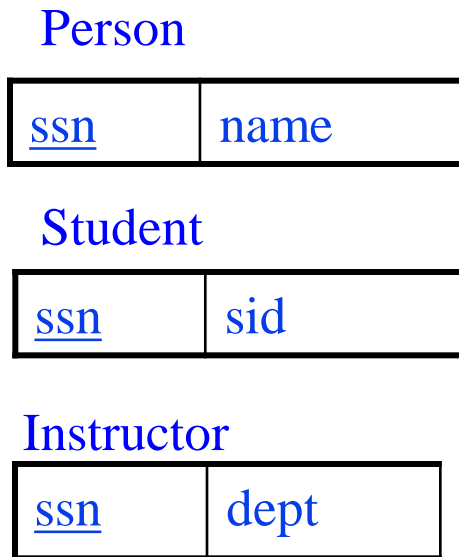 Person
ssn name
Student
ssn sid
Instructor
ssn dept